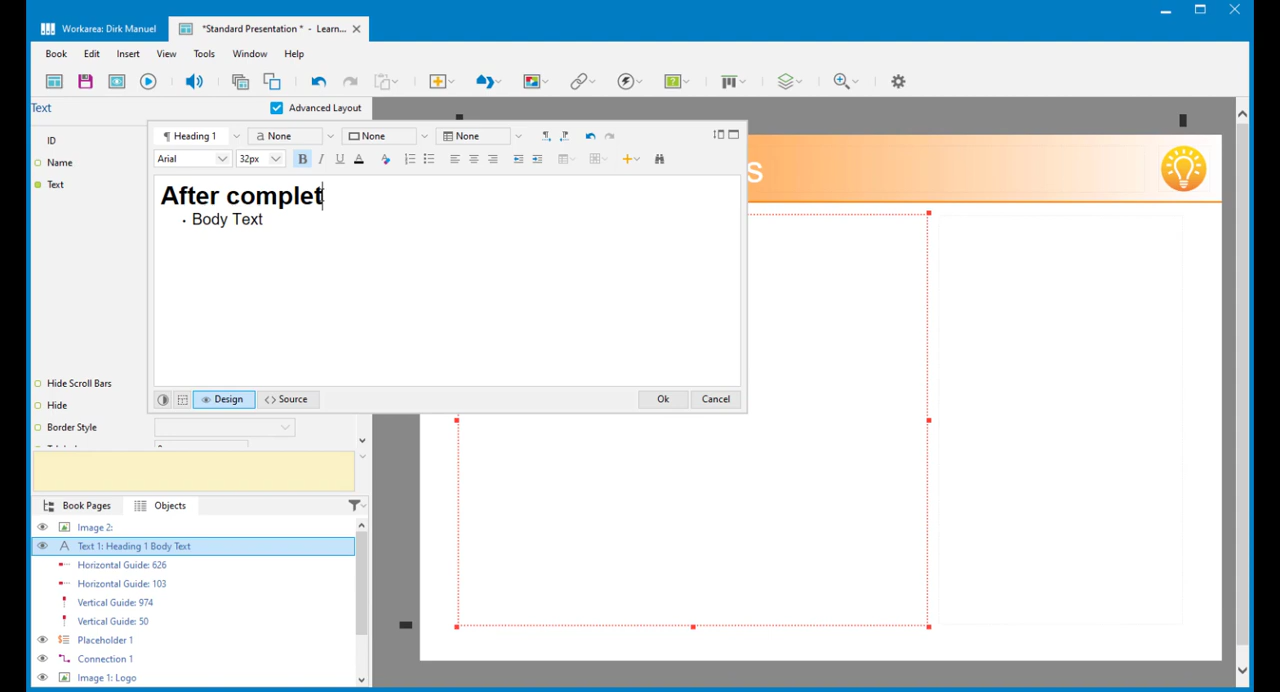 Workarea: Dirk Manuel
*Standard Presentation * - Learn...
Book Edit Insert View Tools Window Help
Text
Advanced Layout
ID
Name
Text
Heading 1 None None None
Arial 32px B I U A
After complet
Body Text
S
Hide Scroll Bars
Design Source Ok Cancel
Hide
Border Style
Book Pages Objects
Image 2:
Text 1: Heading 1 Body Text
Horizontal Guide: 626
Horizontal Guide: 103
Vertical Guide: 974
Vertical Guide: 50
Placeholder 1
Connection 1
Image 1: Logo